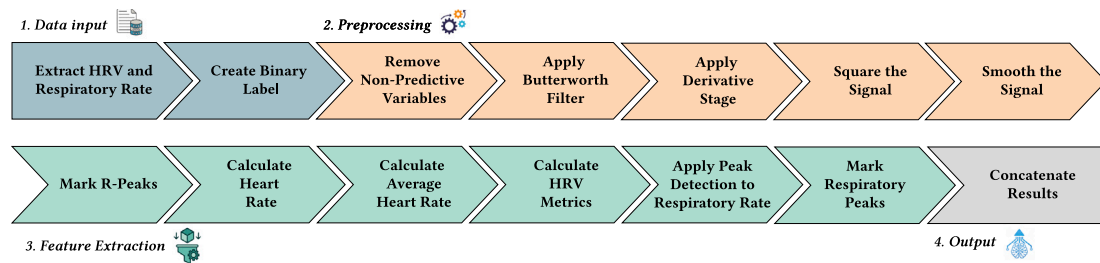 1. Data input
2. Preprocessing
Extract HRV and
Respiratory Rate
Create Binary
Label
Remove
Non-Predictive
Variables
Apply
Butterworth
Filter
Apply
Derivative
Stage
Square the
Signal
Smooth the
Signal
Mark R-Peaks
Calculate
Heart
Rate
Calculate
Average
Heart Rate
Calculate
HRV
Metrics
Apply Peak
Detection to
Respiratory Rate
Mark
Respiratory
Peaks
Concatenate
Results
3. Feature Extraction
4. Output